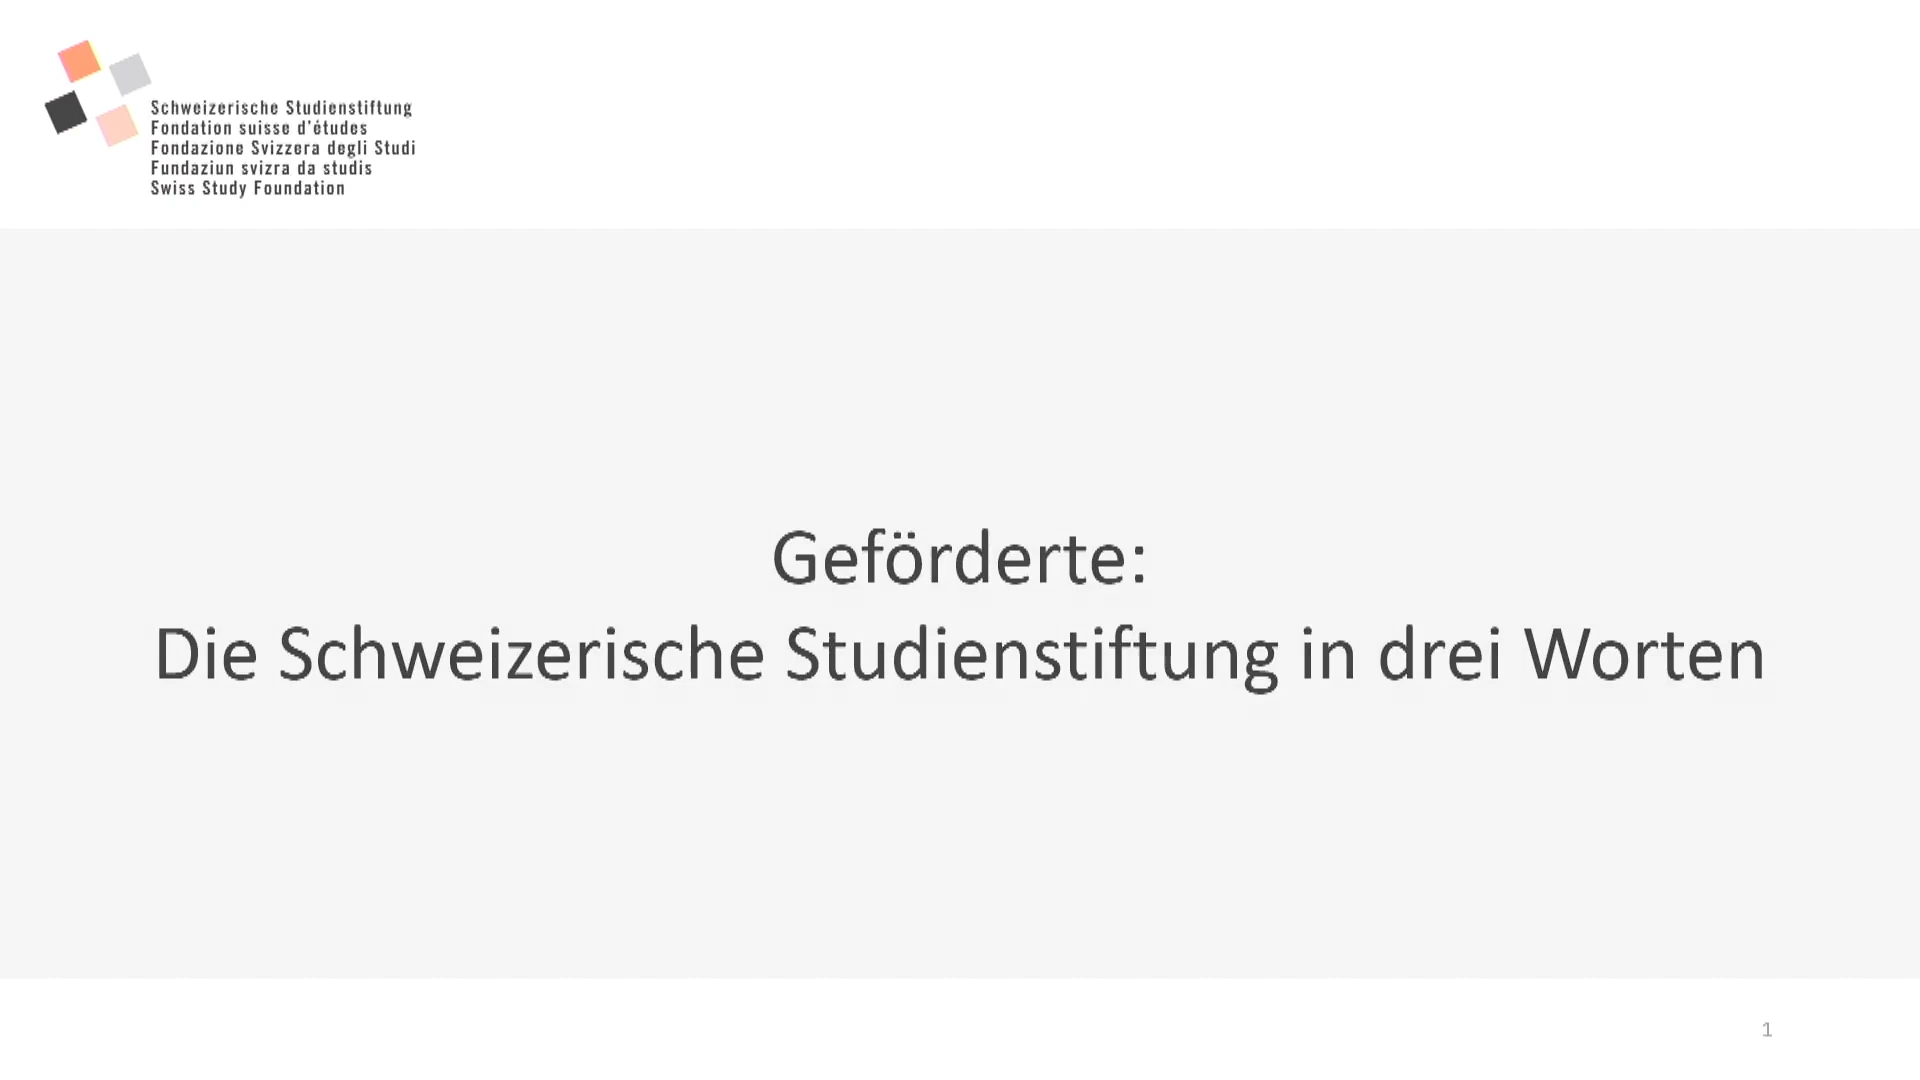 Schweizerische Studienstiftung
Fondation suisse d'études
Fondazione Svizzera degli Studi
Fundaziun svizra da studis
Swiss Study Foundation
Geförderte:
Die Schweizerische Studienstiftung in drei Worten
1